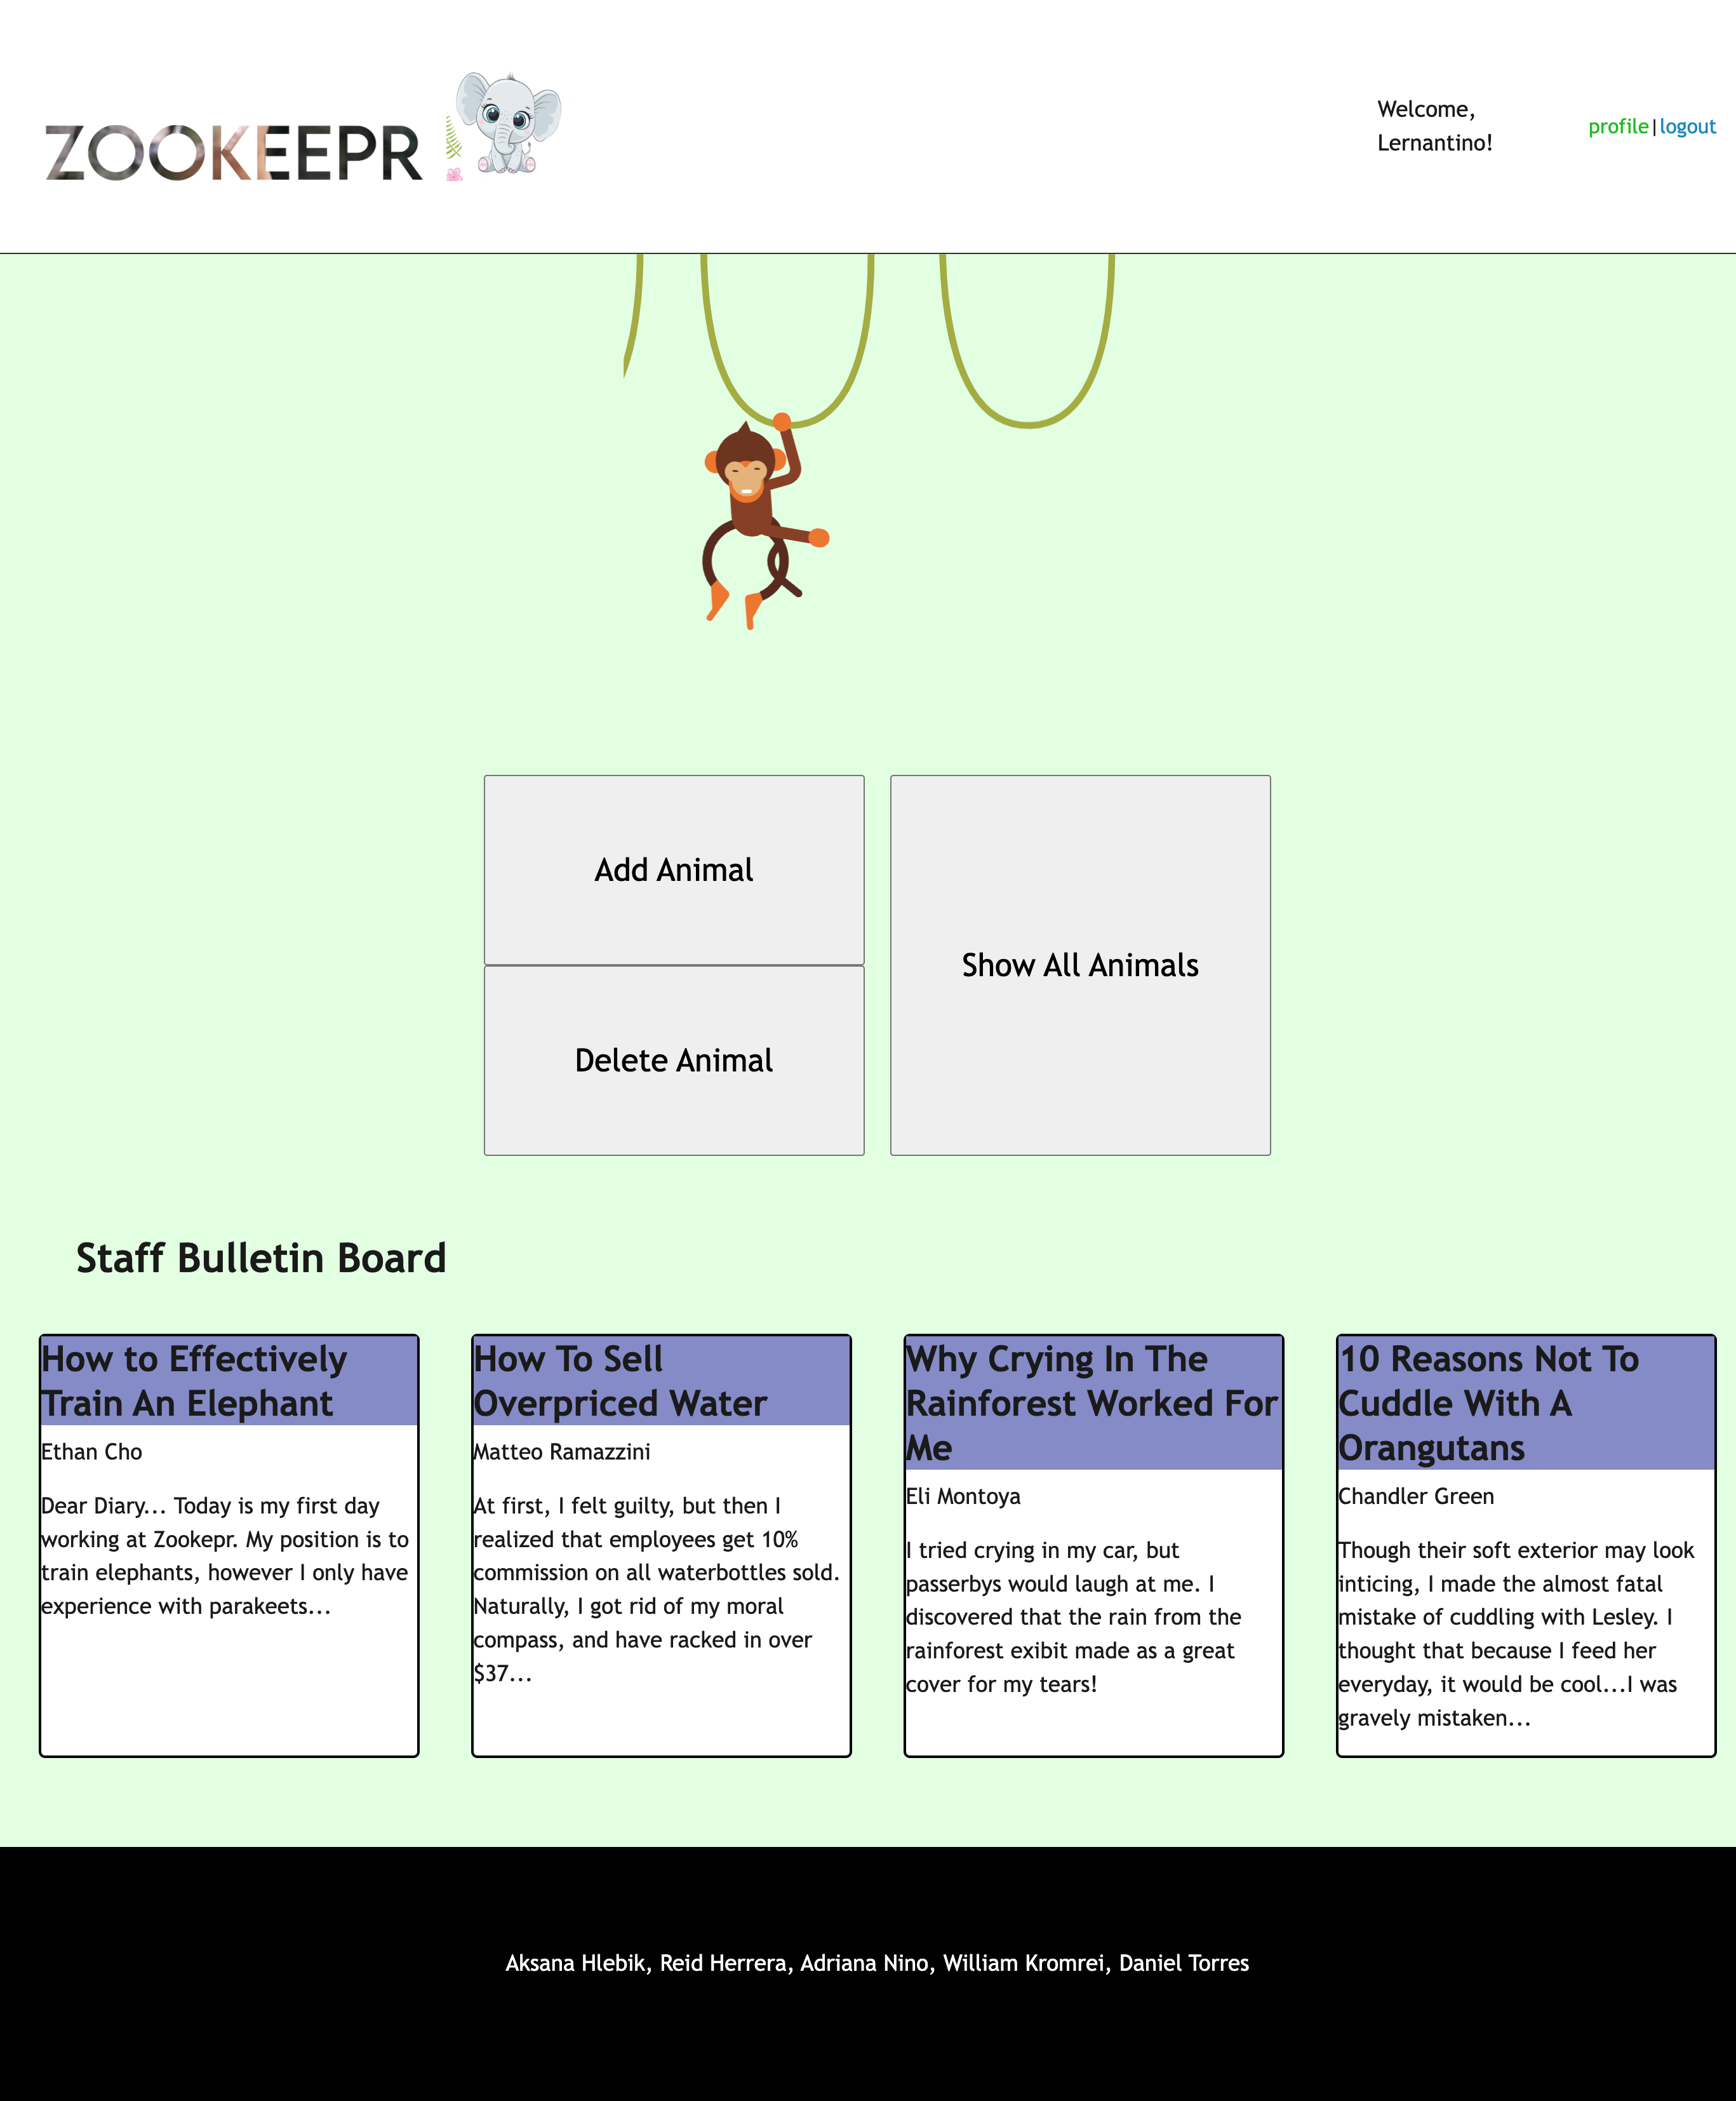 ZOOKEEPR
Welcome,
Lernantino!
profile|logout
Add Animal
Delete Animal
Show All Animals
Staff Bulletin Board
How to Effectively
Train An Elephant
Ethan Cho
Dear Diary... Today is my first day
working at Zookepr. My position is to
train elephants, however I only have
experience with parakeets...
How To Sell
Overpriced Water
Matteo Ramazzini
At first, I felt guilty, but then I
realized that employees get 10%
commission on all waterbottles sold.
Naturally, I got rid of my moral
compass, and have racked in over
$37...
Why Crying In The
Rainforest Worked For
Me
Eli Montoya
I tried crying in my car, but
passerbys would laugh at me. I
discovered that the rain from the
rainforest exibit made as a great
cover for my tears!
10 Reasons Not To
Cuddle With A
Orangutans
Chandler Green
Though their soft exterior may look
inticing, I made the almost fatal
mistake of cuddling with Lesley. I
thought that because I feed her
everyday, it would be cool...I was
gravely mistaken...
Aksana Hlebik, Reid Herrera, Adriana Nino, William Kromrei, Daniel Torres